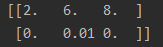 [[2.   6.   8.  ]
 [0.   0.01 0.  ]]